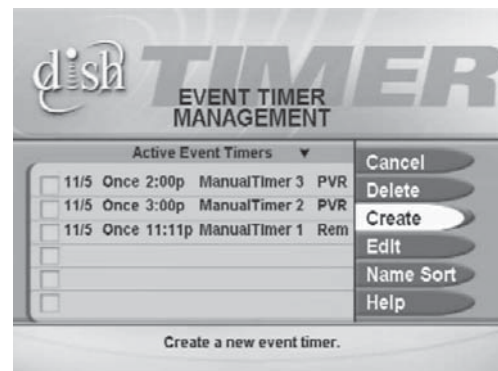 dish
TIMER
EVENT TIMER
MANAGEMENT
Active Event Timers ▼
11/5 Once 2:00p ManualTimer 3 PVR
11/5 Once 3:00p ManualTimer 2 PVR
11/5 Once 11:11p ManualTimer 1 Rem
Cancel
Delete
Create
Edit
Name Sort
Help
Create a new event timer.